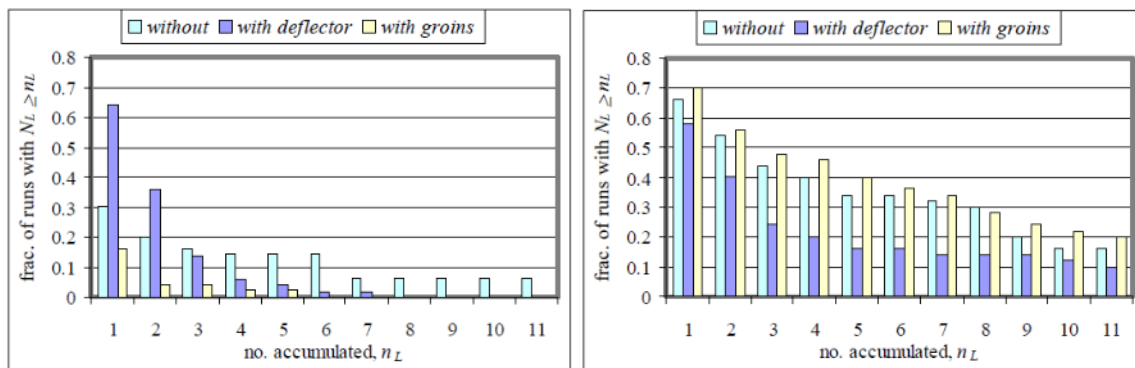 without with deflector with groins
frac. of runs with N_L ≥ n_L
0.8
0.7
0.6
0.5
0.4
0.3
0.2
0.1
0
1 2 3 4 5 6 7 8 9 10 11
no. accumulated, n_L
without with deflector with groins
frac. of runs with N_L ≥ n_L
0.8
0.7
0.6
0.5
0.4
0.3
0.2
0.1
0
1 2 3 4 5 6 7 8 9 10 11
no. accumulated, n_L